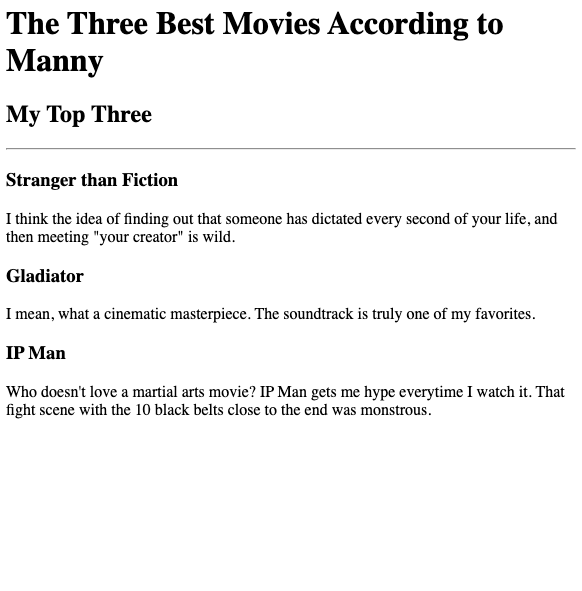 The Three Best Movies According to
Manny
My Top Three
Stranger than Fiction
I think the idea of finding out that someone has dictated every second of your life, and
then meeting "your creator" is wild.
Gladiator
I mean, what a cinematic masterpiece. The soundtrack is truly one of my favorites.
IP Man
Who doesn't love a martial arts movie? IP Man gets me hype everytime I watch it. That
fight scene with the 10 black belts close to the end was monstrous.